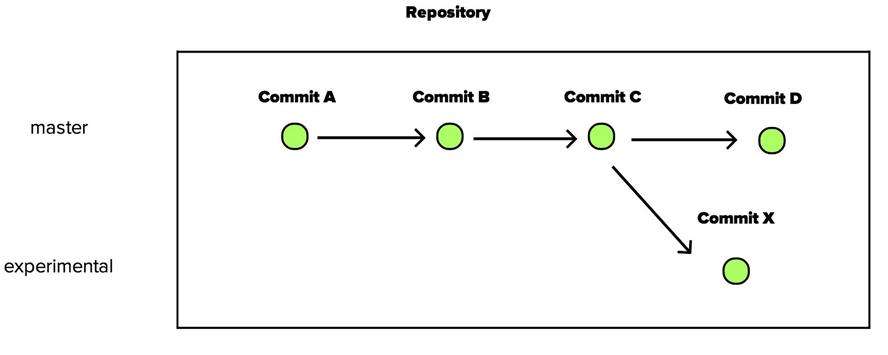 Repository
Commit A
Commit B
Commit C
Commit D
master
Commit X
experimental